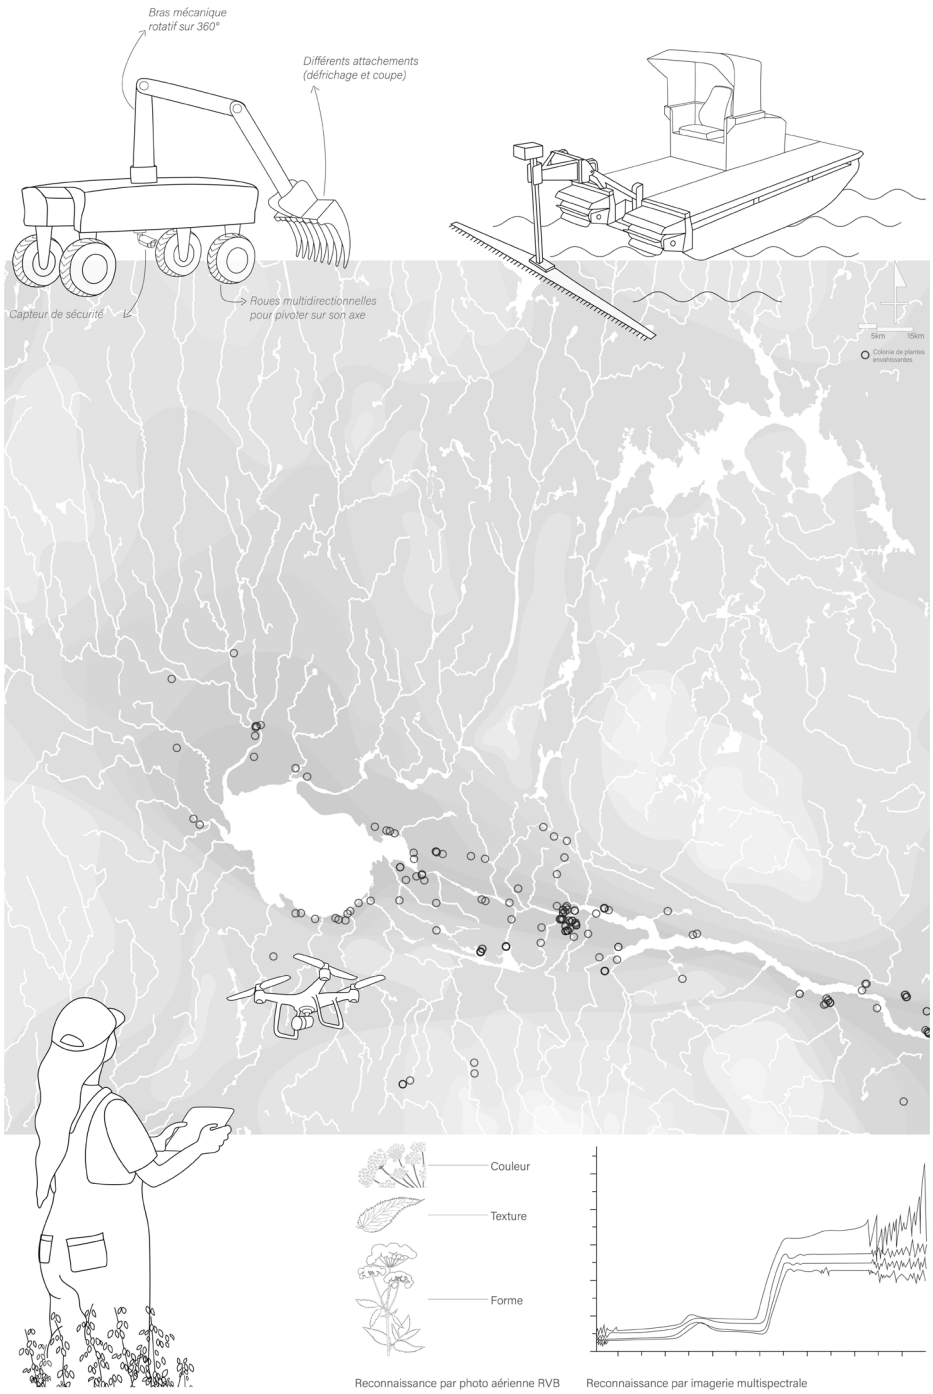 Bras mécanique
rotatif sur 360°
Différents attachements
(défrichage et coupe)
Capteur de sécurité
Roues multidirectionnelles
pour pivoter sur son axe
5km 15km
Colonie de plantes
envahissantes
Couleur
Texture
Forme
Reconnaissance par photo aérienne RVB
Reconnaissance par imagerie multispectrale